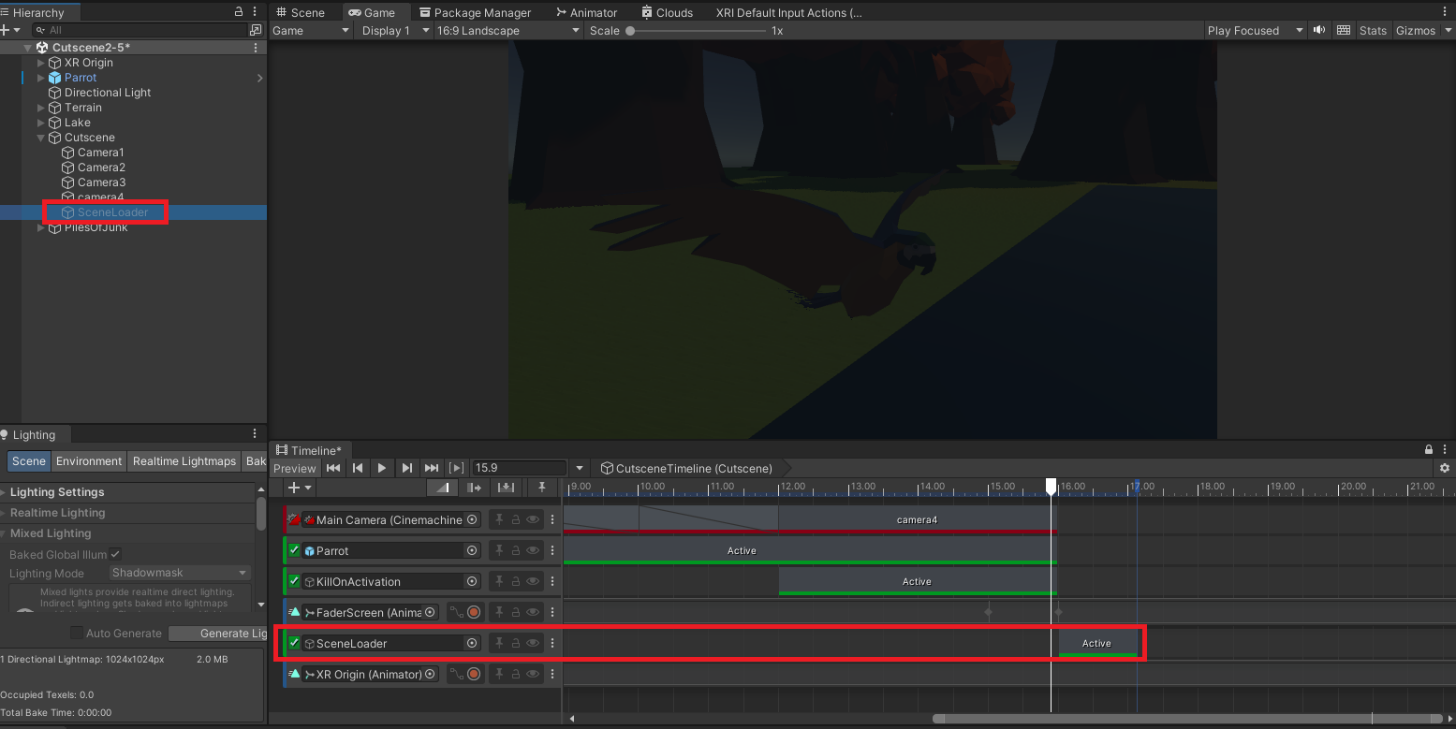 Hierarchy
Scene Game Package Manager Animator Clouds XRI Default Input Actions (...
All
Game Display 1 16:9 Landscape Scale 1x Play Focused Stats Gizmos
Cutscene2-5*
XR Origin
Parrot
Directional Light
Terrain
Lake
Cutscene
Camera1
Camera2
Camera3
camera4
SceneLoader
PilesOfJunk
Lighting
Scene Environment Realtime Lightmaps Bak
Lighting Settings
Realtime Lighting
Mixed Lighting
Baked Global Illum
Lighting Mode Shadowmask
Mixed lights provide realtime direct lighting.
Indirect lighting gets baked into lightmaps
Auto Generate Generate Lig
1 Directional Lightmap: 1024x1024px 2.0 MB
Occupied Texels: 0.0
Total Bake Time: 0:00:00
Timeline*
Preview 15.9 CutsceneTimeline (Cutscene)
9.00 10.00 11.00 12.00 13.00 14.00 15.00 16.00 17.00 18.00 19.00 20.00 21.00
Main Camera (Cinemachine camera4
Parrot Active
KillOnActivation Active
FaderScreen (Anima
SceneLoader Active
XR Origin (Animator)